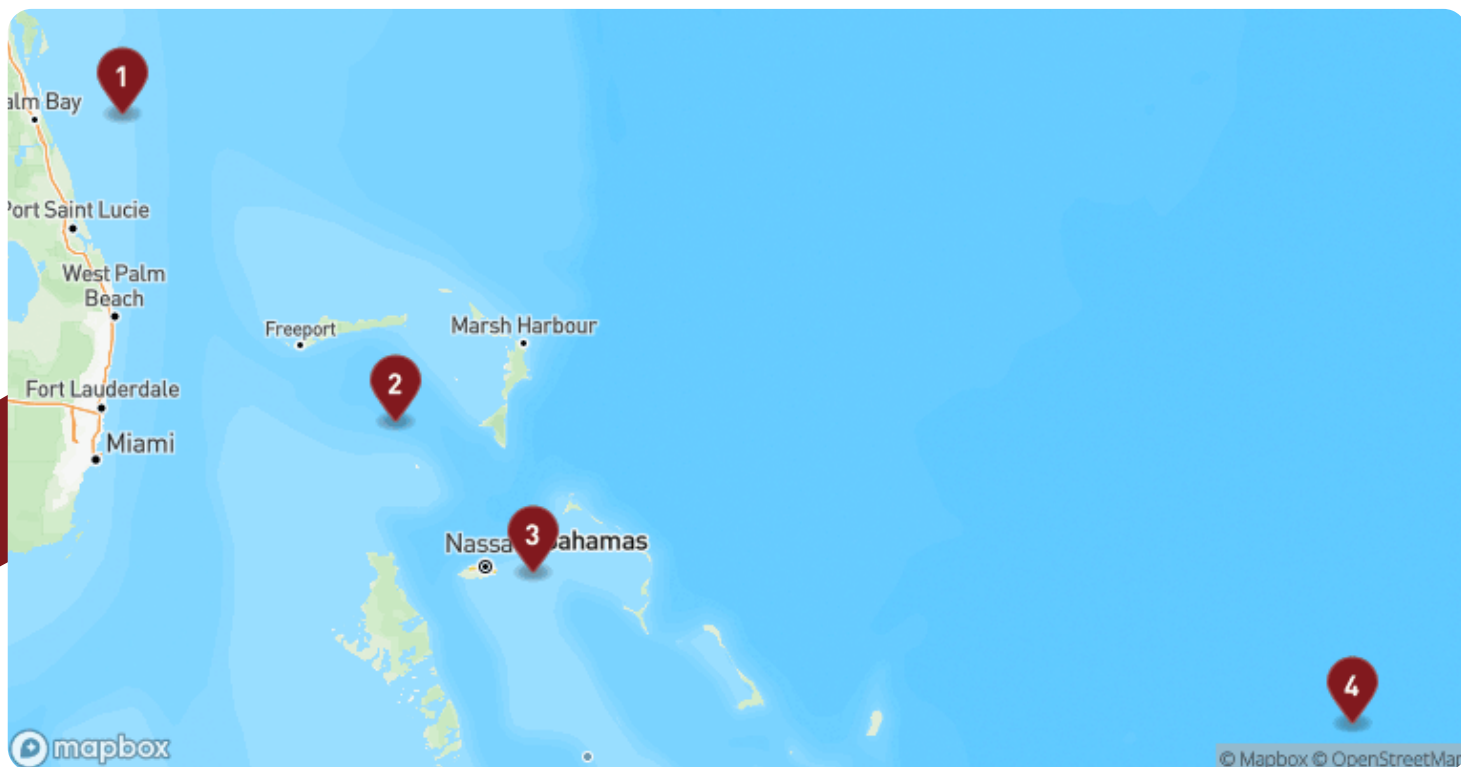 1
alm Bay
Port Saint Lucie
West Palm
Beach
Freeport
Marsh Harbour
2
Fort Lauderdale
Miami
3
Nassa
ahamas
4
mapbox
© Mapbox © OpenStreetMap